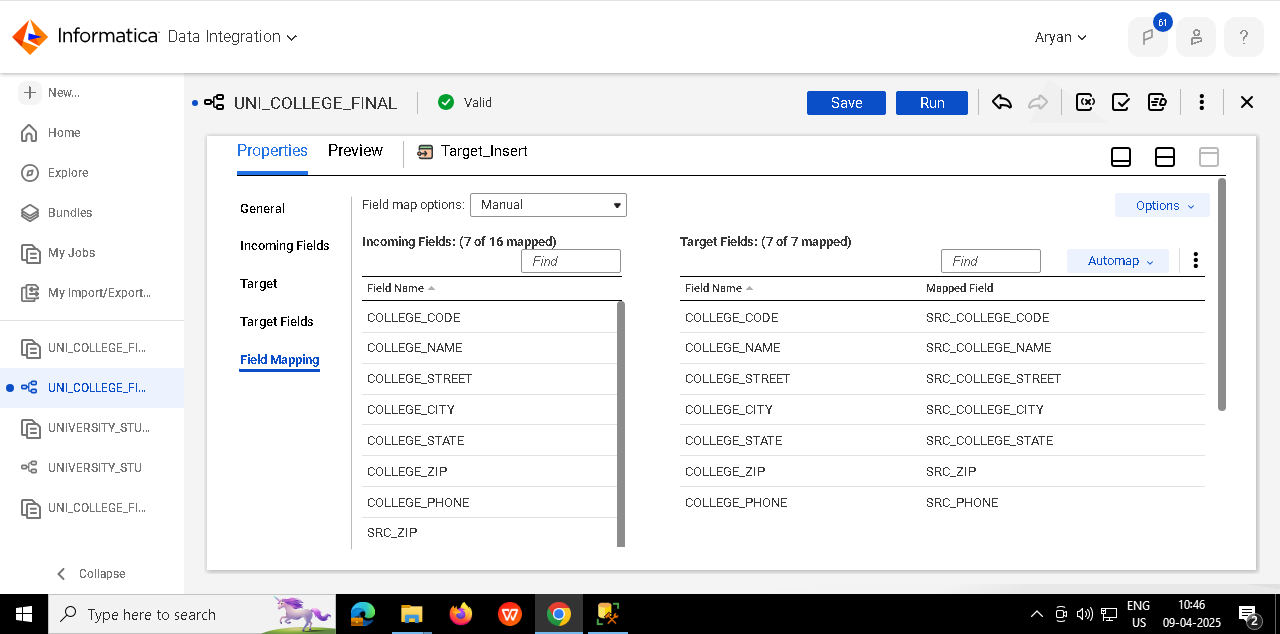 Informatica Data Integration
Aryan
61
?
New...
Home
Explore
Bundles
My Jobs
My Import/Export...
UNI_COLLEGE_FI...
UNI_COLLEGE_FI...
UNIVERSITY_STU...
UNIVERSITY_STU
UNI_COLLEGE_FI...
Collapse
UNI_COLLEGE_FINAL
Valid
Save
Run
Properties
Preview
Target_Insert
General
Incoming Fields
Target
Target Fields
Field Mapping
Field map options: Manual
Options
Incoming Fields: (7 of 16 mapped)
Find
Field Name
COLLEGE_CODE
COLLEGE_NAME
COLLEGE_STREET
COLLEGE_CITY
COLLEGE_STATE
COLLEGE_ZIP
COLLEGE_PHONE
SRC_ZIP
Target Fields: (7 of 7 mapped)
Find
Automap
Field Name Mapped Field
COLLEGE_CODE SRC_COLLEGE_CODE
COLLEGE_NAME SRC_COLLEGE_NAME
COLLEGE_STREET SRC_COLLEGE_STREET
COLLEGE_CITY SRC_COLLEGE_CITY
COLLEGE_STATE SRC_COLLEGE_STATE
COLLEGE_ZIP SRC_ZIP
COLLEGE_PHONE SRC_PHONE
Type here to search
W
ENG
US
10:46
09-04-2025
2